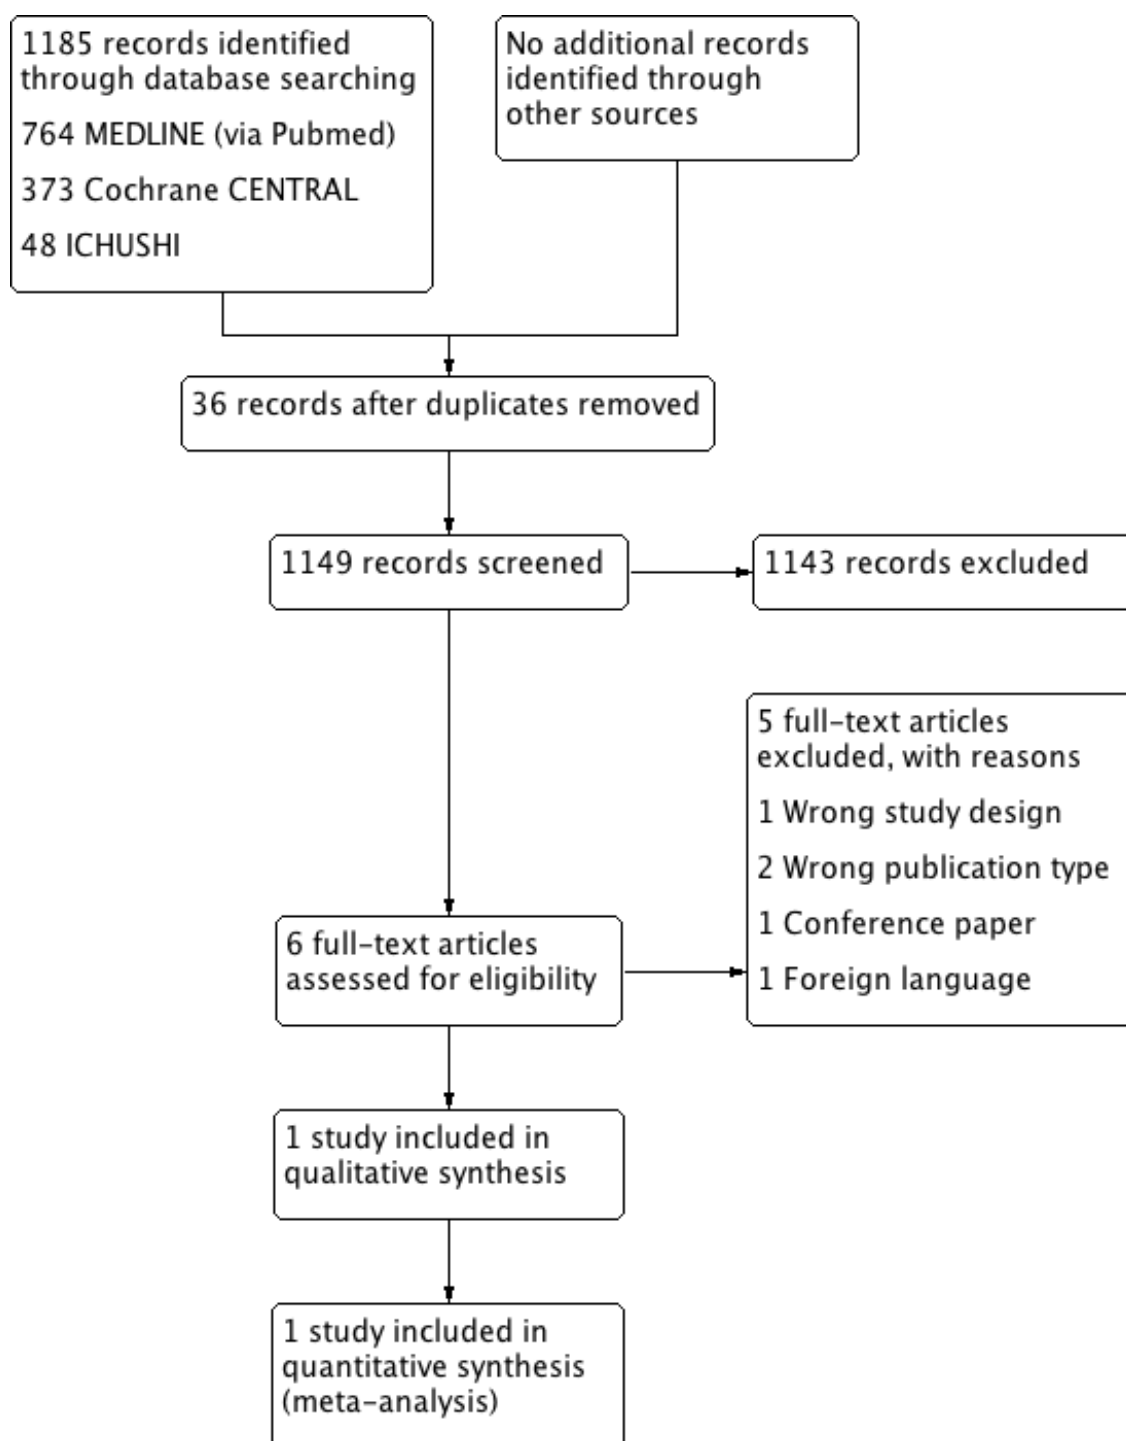 1185 records identified
through database searching
764 MEDLINE (via Pubmed)
373 Cochrane CENTRAL
48 ICHUSHI
No additional records
identified through
other sources
36 records after duplicates removed
1149 records screened
1143 records excluded
5 full-text articles
excluded, with reasons
1 Wrong study design
2 Wrong publication type
1 Conference paper
1 Foreign language
6 full-text articles
assessed for eligibility
1 study included in
qualitative synthesis
1 study included in
quantitative synthesis
(meta-analysis)